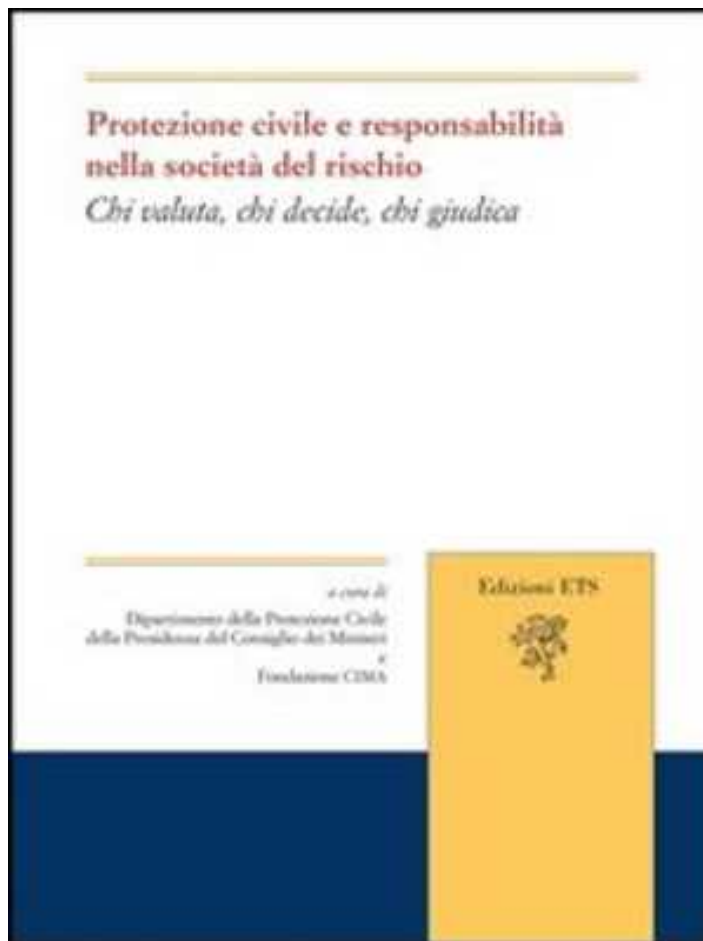 Protezione civile e responsabilità
nella società del rischio
Chi valuta, chi decide, chi giudica
a cura di
Dipartimento della Protezione Civile
della Presidenza del Consiglio dei Ministri
e
Fondazione CIMA
Edizioni ETS